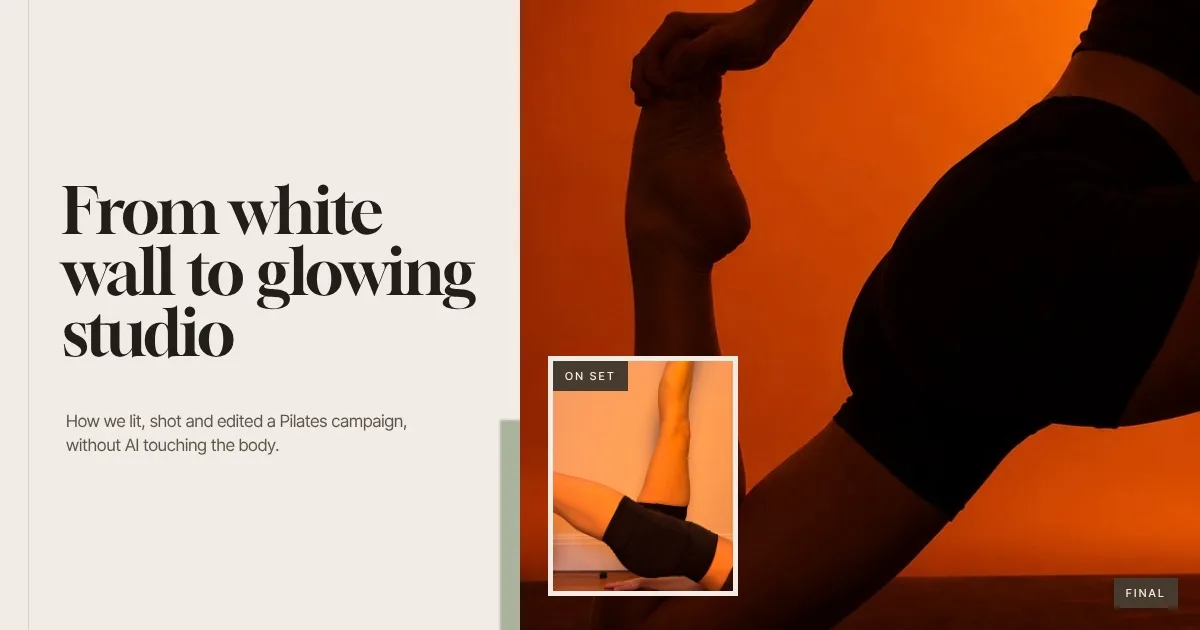 From white
wall to glowing
studio
How we lit, shot and edited a Pilates campaign,
without AI touching the body.
ON SET
FINAL